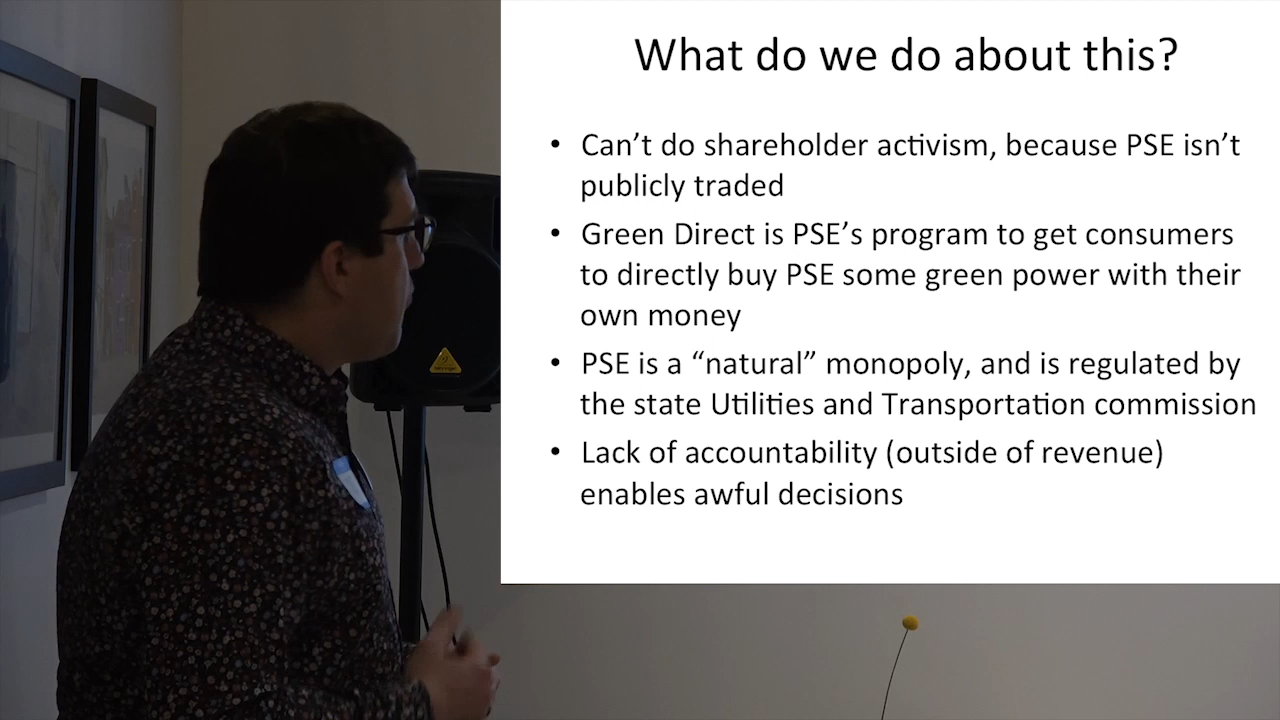 What do we do about this?
• Can’t do shareholder activism, because PSE isn’t
publicly traded
• Green Direct is PSE’s program to get consumers
to directly buy PSE some green power with their
own money
• PSE is a “natural” monopoly, and is regulated by
the state Utilities and Transportation commission
• Lack of accountability (outside of revenue)
enables awful decisions